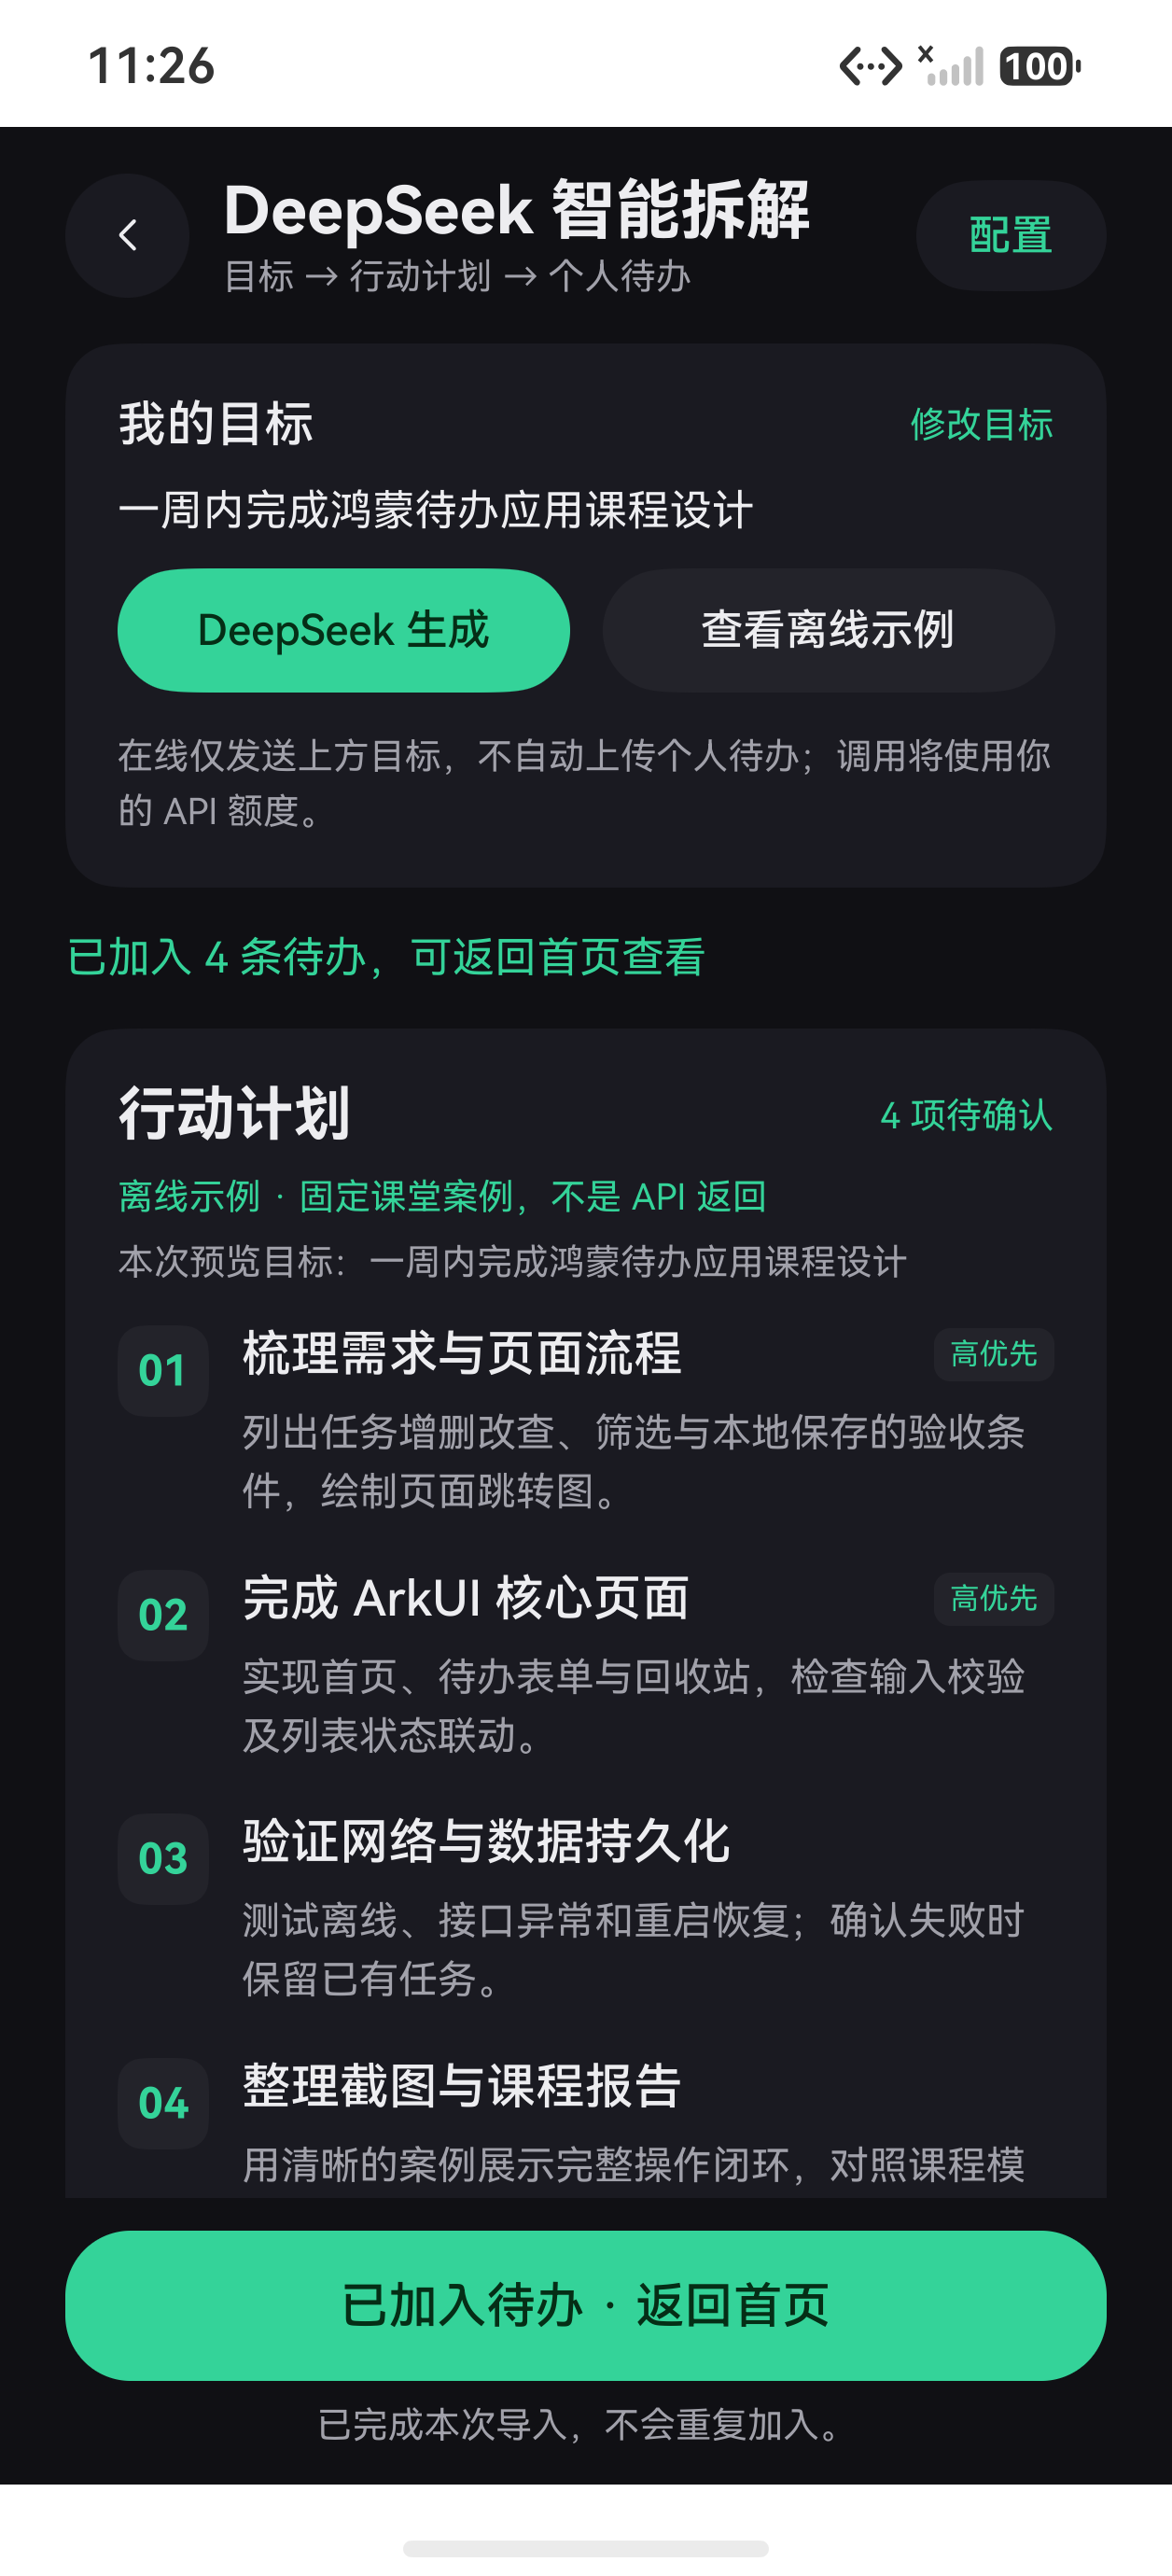 11:26
100
DeepSeek 智能拆解
目标 → 行动计划 → 个人待办
配置
我的目标
修改目标
一周内完成鸿蒙待办应用课程设计
DeepSeek 生成
查看离线示例
在线仅发送上方目标，不自动上传个人待办；调用将使用你
的 API 额度。
已加入 4 条待办，可返回首页查看
行动计划
4 项待确认
离线示例 · 固定课堂案例，不是 API 返回
本次预览目标：一周内完成鸿蒙待办应用课程设计
01
梳理需求与页面流程
高优先
列出任务增删改查、筛选与本地保存的验收条
件，绘制页面跳转图。
02
完成 ArkUI 核心页面
高优先
实现首页、待办表单与回收站，检查输入校验
及列表状态联动。
03
验证网络与数据持久化
测试离线、接口异常和重启恢复；确认失败时
保留已有任务。
04
整理截图与课程报告
用清晰的案例展示完整操作闭环，对照课程模
已加入待办 · 返回首页
已完成本次导入，不会重复加入。